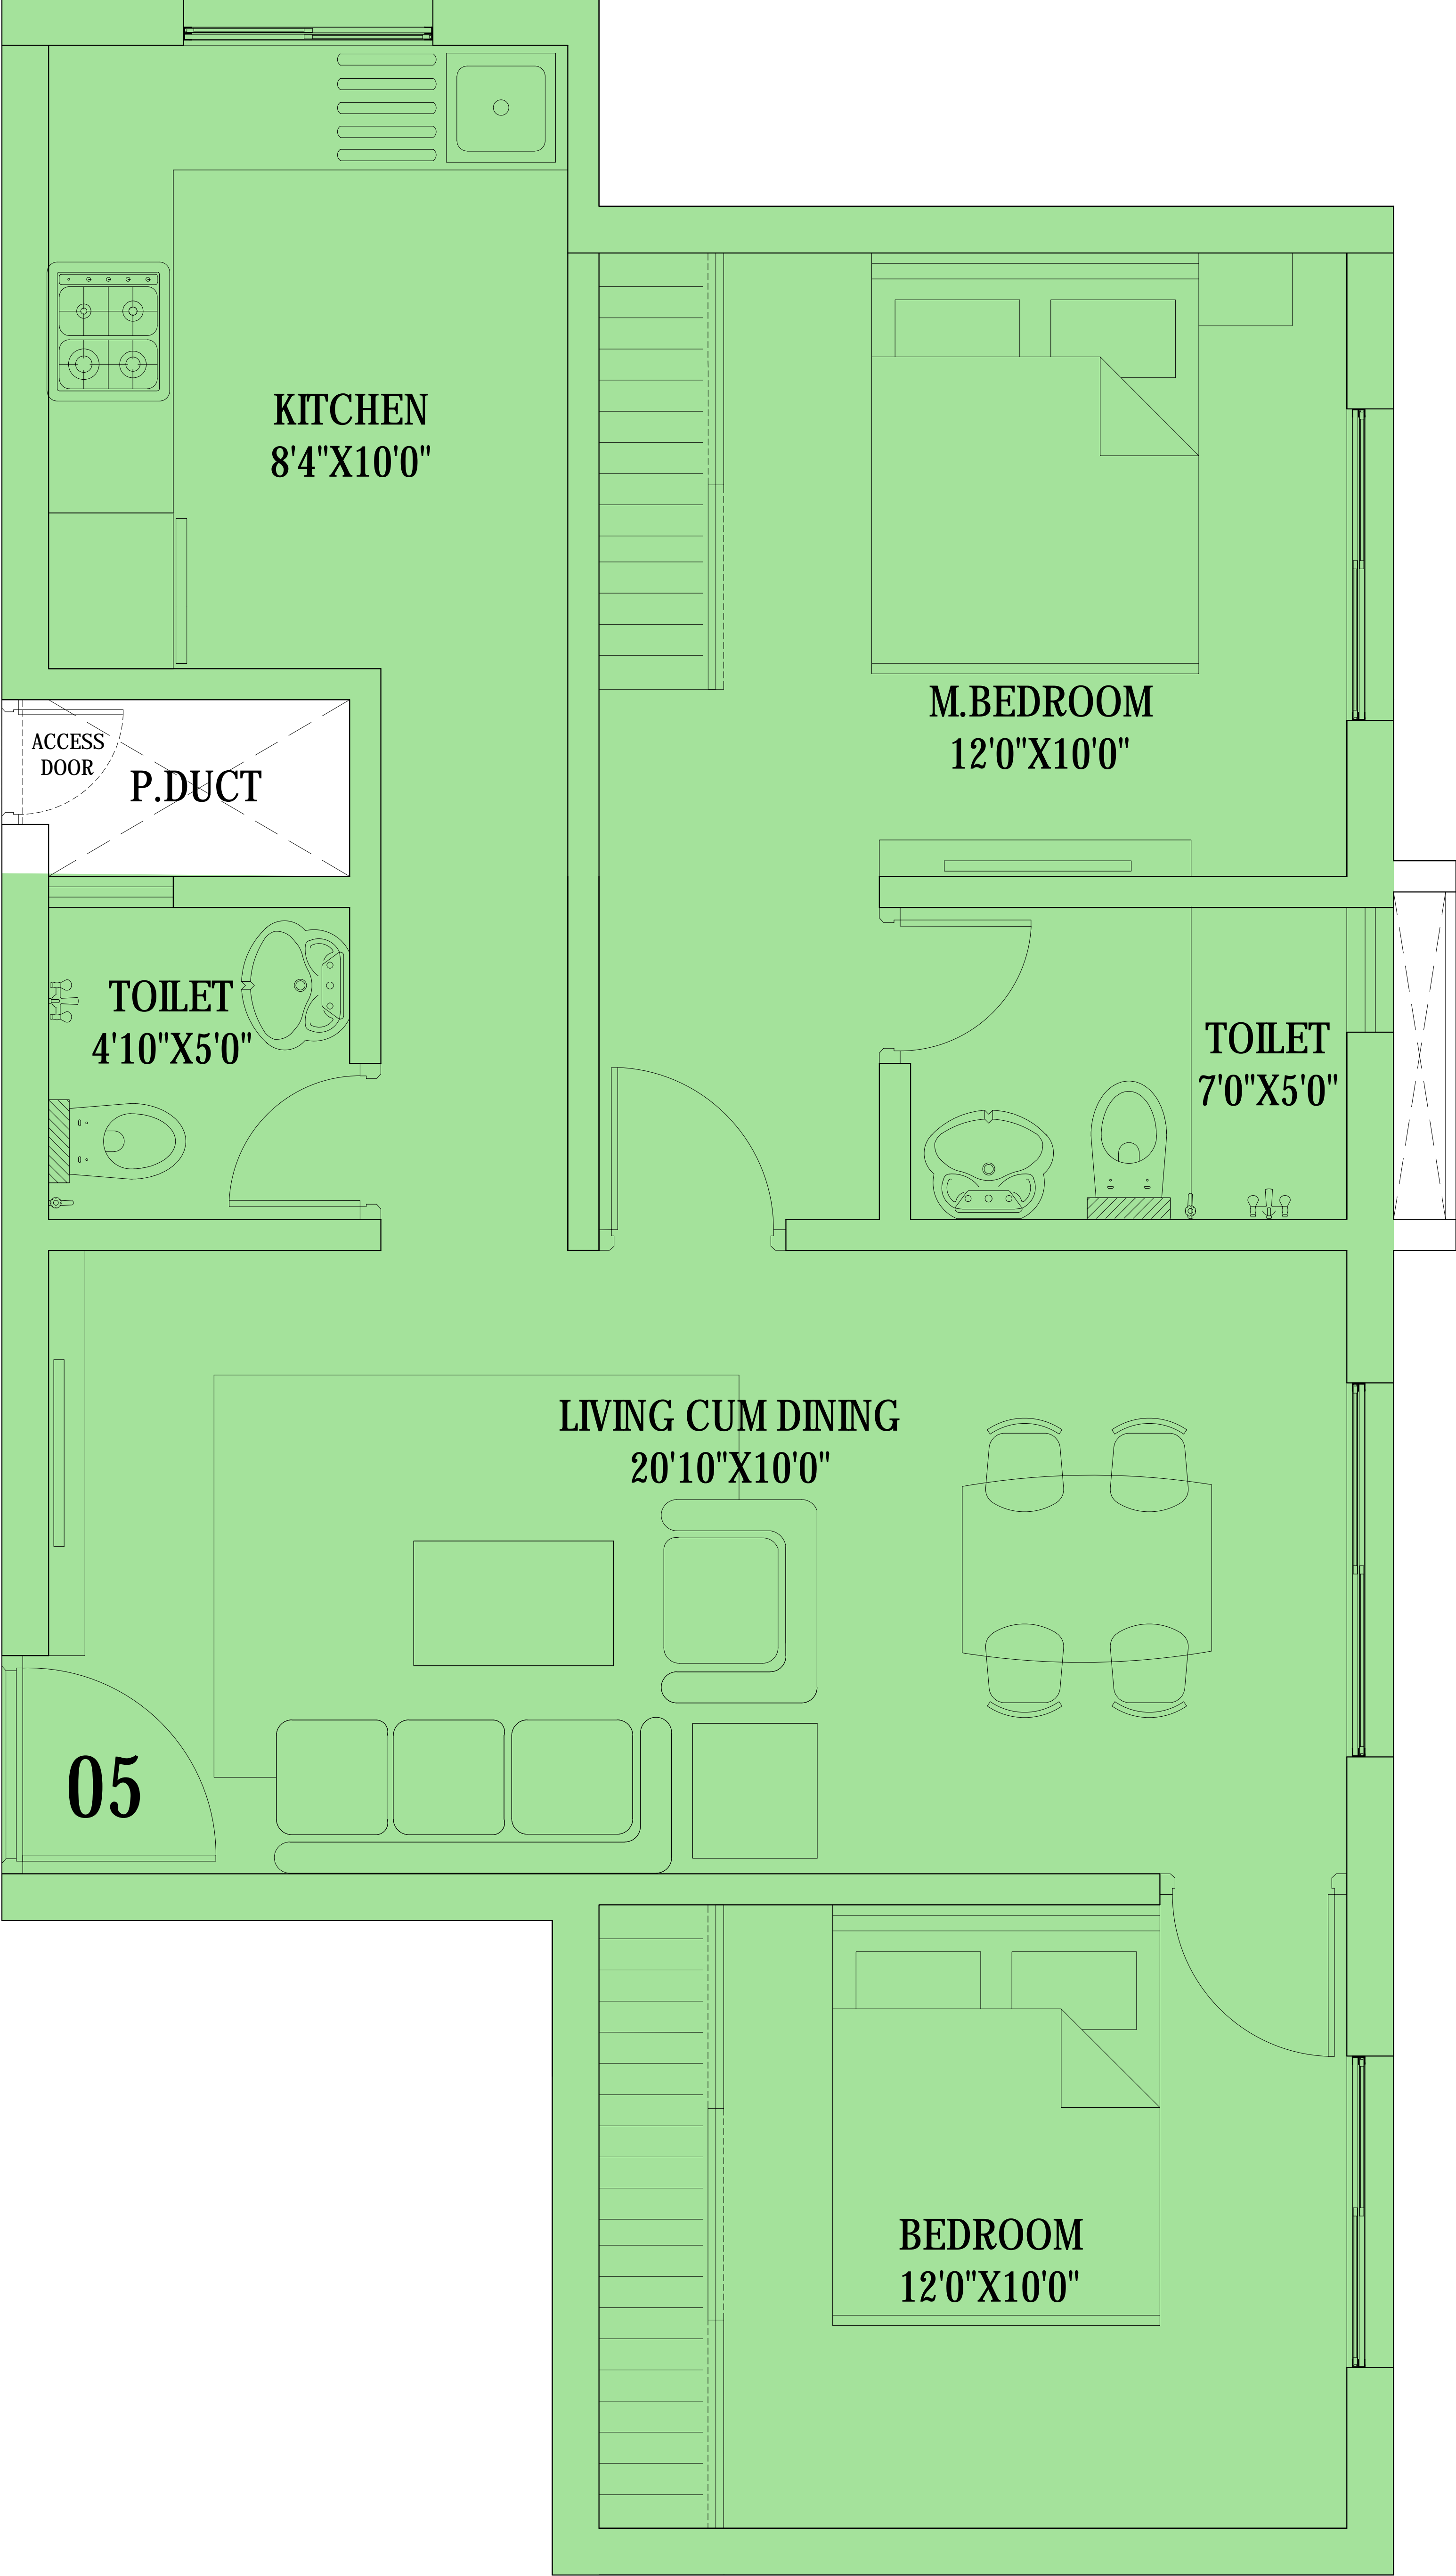 KITCHEN
8'4"X10'0"
M.BEDROOM
12'0"X10'0"
ACCESS
DOOR
P.DUCT
TOILET
4'10"X5'0"
TOILET
7'0"X5'0"
LIVING CUM DINING
20'10"X10'0"
05
BEDROOM
12'0"X10'0"